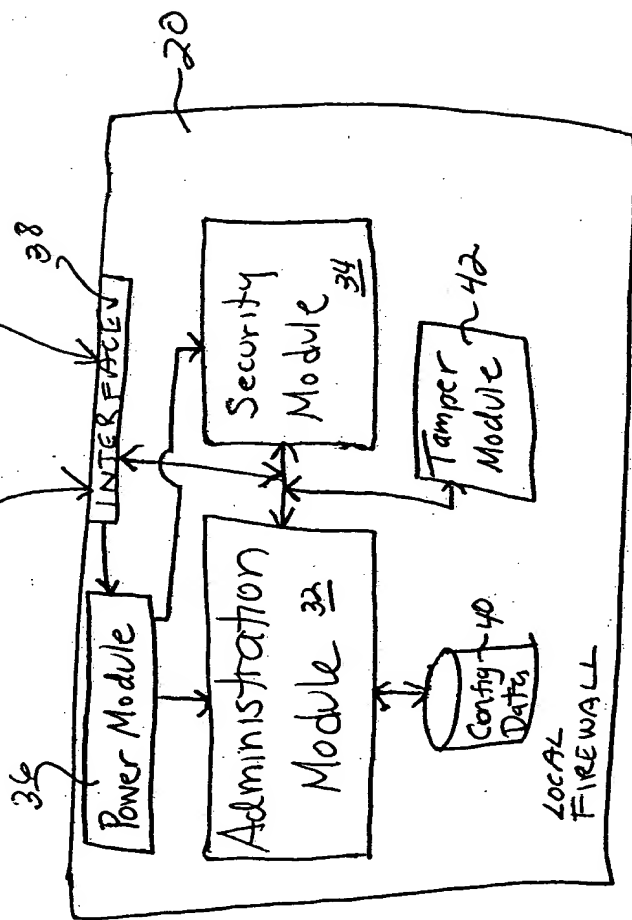 20
38
INTERFACE
36
Power Module
Security
Module
34
Administration
Module 32
Tamper
Module
42
Config
Data
40
LOCAL
FIREWALL